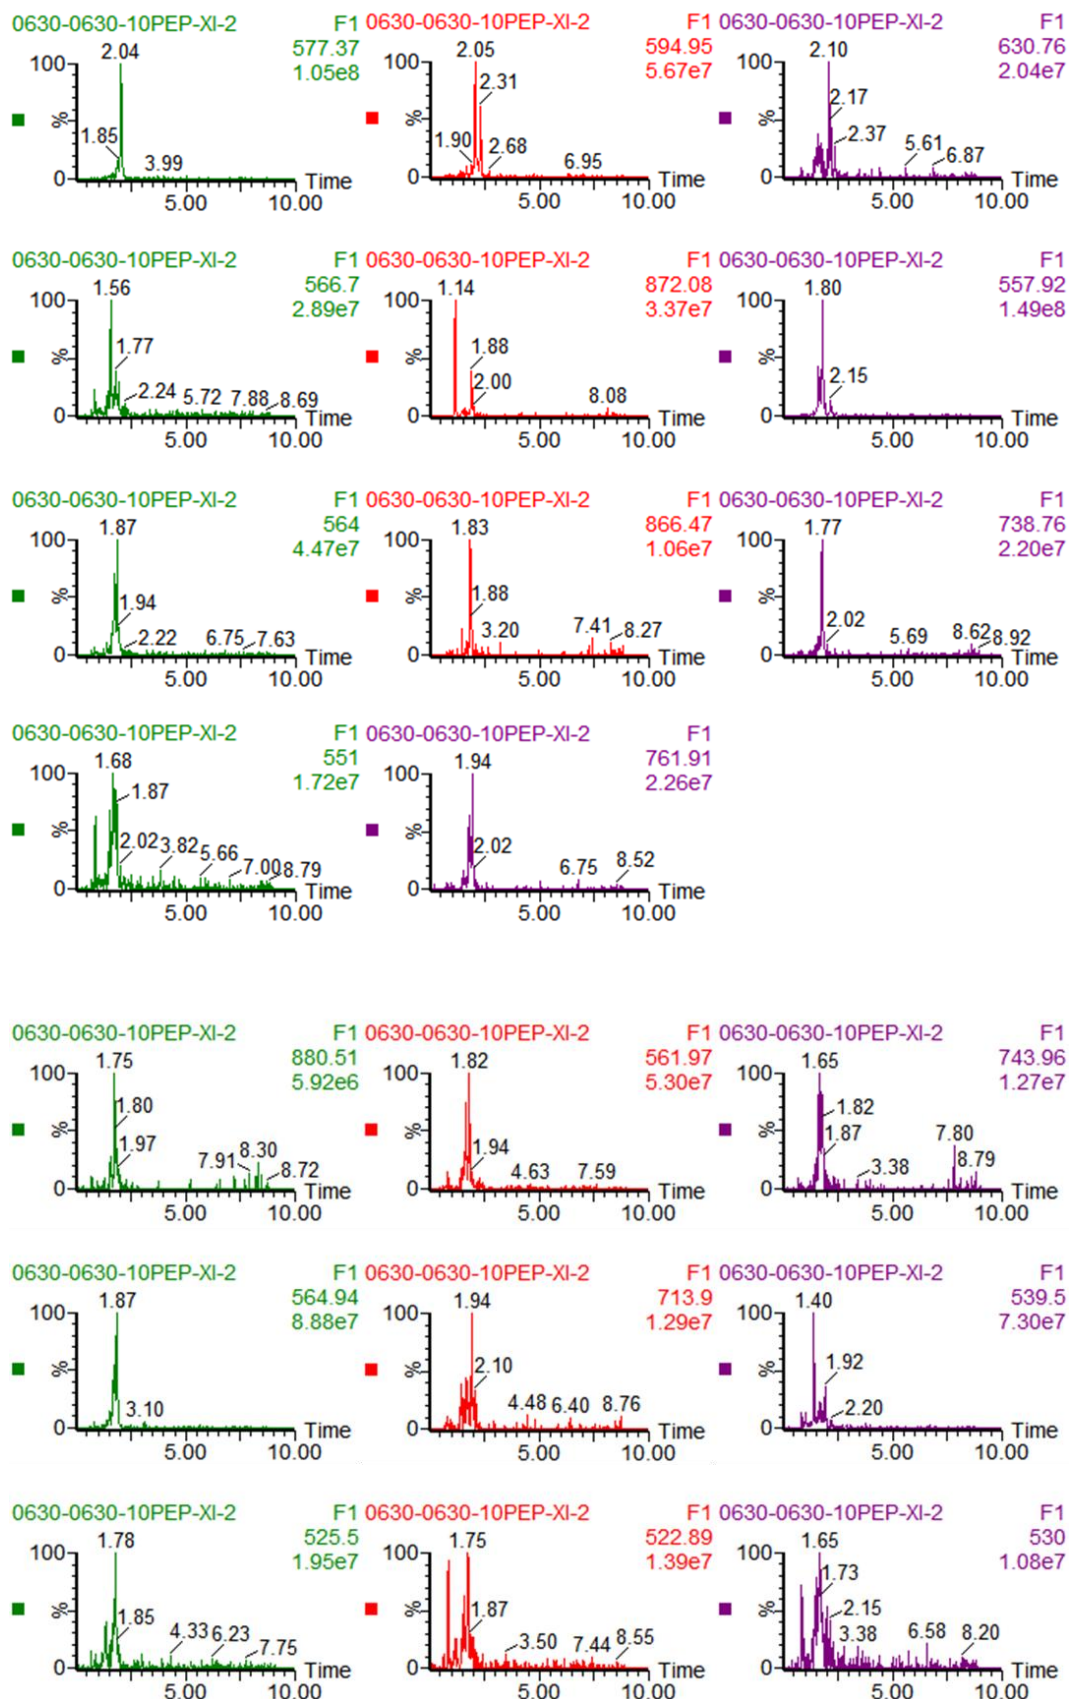 0630-0630-10PEP-XI-2 F1 0630-0630-10PEP-XI-2 F1 0630-0630-10PEP-XI-2 F1
577.37 594.95 630.76
1.05e8 5.67e7 2.04e7
2.04 2.05 2.10
100 100 100
2.31 2.17
% % %
1.85 1.90 2.68 2.37
3.99 6.95 5.61 6.87
0 Time 0 Time 0 Time
5.00 10.00 5.00 10.00 5.00 10.00
0630-0630-10PEP-XI-2 F1 0630-0630-10PEP-XI-2 F1 0630-0630-10PEP-XI-2 F1
566.7 872.08 557.92
2.89e7 3.37e7 1.49e8
1.56 1.14 1.80
100 100 100
1.77 1.88
% % %
2.24 5.72 7.88 8.69 2.00 8.08 2.15
0 Time 0 Time 0 Time
5.00 10.00 5.00 10.00 5.00 10.00
0630-0630-10PEP-XI-2 F1 0630-0630-10PEP-XI-2 F1 0630-0630-10PEP-XI-2 F1
564 866.47 738.76
4.47e7 1.06e7 2.20e7
1.87 1.83 1.77
100 100 100
% % %
1.94 1.88
2.22 6.75 7.63 3.20 7.41 8.27 2.02 5.69 8.62 8.92
0 Time 0 Time 0 Time
5.00 10.00 5.00 10.00 5.00 10.00
0630-0630-10PEP-XI-2 F1 0630-0630-10PEP-XI-2 F1
551 761.91
1.72e7 2.26e7
1.68 1.94
100 100
1.87
% %
2.02 3.82 5.66 7.00 8.79 2.02 6.75 8.52
0 Time 0 Time
5.00 10.00 5.00 10.00
0630-0630-10PEP-XI-2 F1 0630-0630-10PEP-XI-2 F1 0630-0630-10PEP-XI-2 F1
880.51 561.97 743.96
5.92e6 5.30e7 1.27e7
1.75 1.82 1.65
100 100 100
1.80 1.82
% % %
1.97 7.91 8.30 8.72 1.94 4.63 7.59 1.87 3.38 7.80 8.79
0 Time 0 Time 0 Time
5.00 10.00 5.00 10.00 5.00 10.00
0630-0630-10PEP-XI-2 F1 0630-0630-10PEP-XI-2 F1 0630-0630-10PEP-XI-2 F1
564.94 713.9 539.5
8.88e7 1.29e7 7.30e7
1.87 1.94 1.40
100 100 100
% % %
2.10 1.92
3.10 4.48 6.40 8.76 2.20
0 Time 0 Time 0 Time
5.00 10.00 5.00 10.00 5.00 10.00
0630-0630-10PEP-XI-2 F1 0630-0630-10PEP-XI-2 F1 0630-0630-10PEP-XI-2 F1
525.5 522.89 530
1.95e7 1.39e7 1.08e7
1.78 1.75 1.65
100 100 100
1.73
% % %
1.85 1.87 2.15
4.33 6.23 7.75 3.50 7.44 8.55 3.38 6.58 8.20
0 Time 0 Time 0 Time
5.00 10.00 5.00 10.00 5.00 10.00